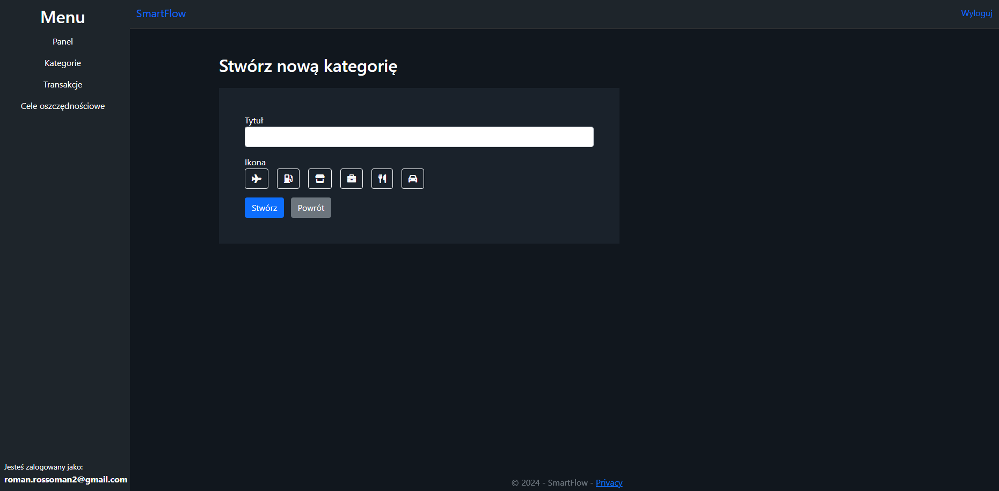 Menu
Panel
Kategorie
Transakcje
Cele oszczędnościowe
Jesteś zalogowany jako:
roman.rossoman2@gmail.com
SmartFlow
Wyloguj
Stwórz nową kategorię
Tytuł
Ikona
Stwórz
Powrót
© 2024 - SmartFlow - Privacy